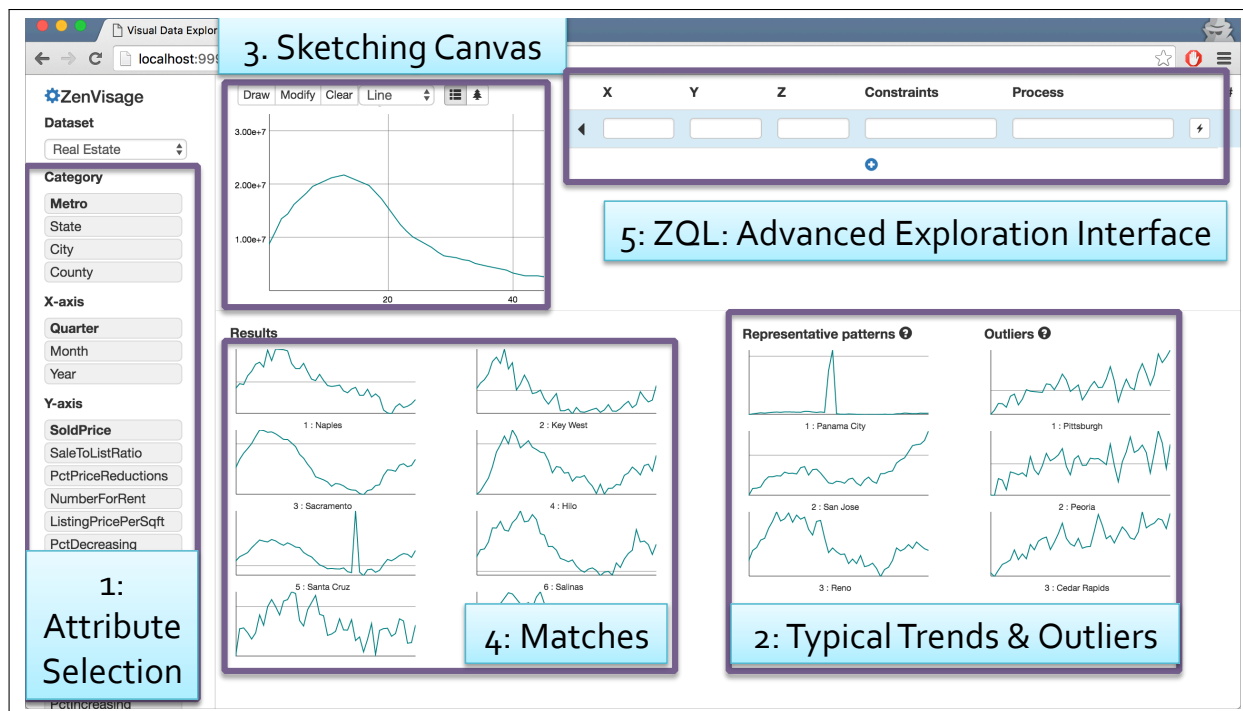 Visual Data Explor
localhost:999
3. Sketching Canvas
ZenVisage
Dataset
Real Estate
Category
Metro
State
City
County
X-axis
Quarter
Month
Year
Y-axis
SoldPrice
SaleToListRatio
PctPriceReductions
NumberForRent
ListingPricePerSqft
PctDecreasing
PctIncreasing
1:
Attribute
Selection
Draw Modify Clear Line
3.00e+7
2.00e+7
1.00e+7
20 40
X Y Z Constraints Process #
5: ZQL: Advanced Exploration Interface
Results
1 : Naples
2 : Key West
3 : Sacramento
4 : Hilo
5 : Santa Cruz
6 : Salinas
4: Matches
Representative patterns
Outliers
1 : Panama City
1 : Pittsburgh
2 : San Jose
2 : Peoria
3 : Reno
3 : Cedar Rapids
2: Typical Trends & Outliers